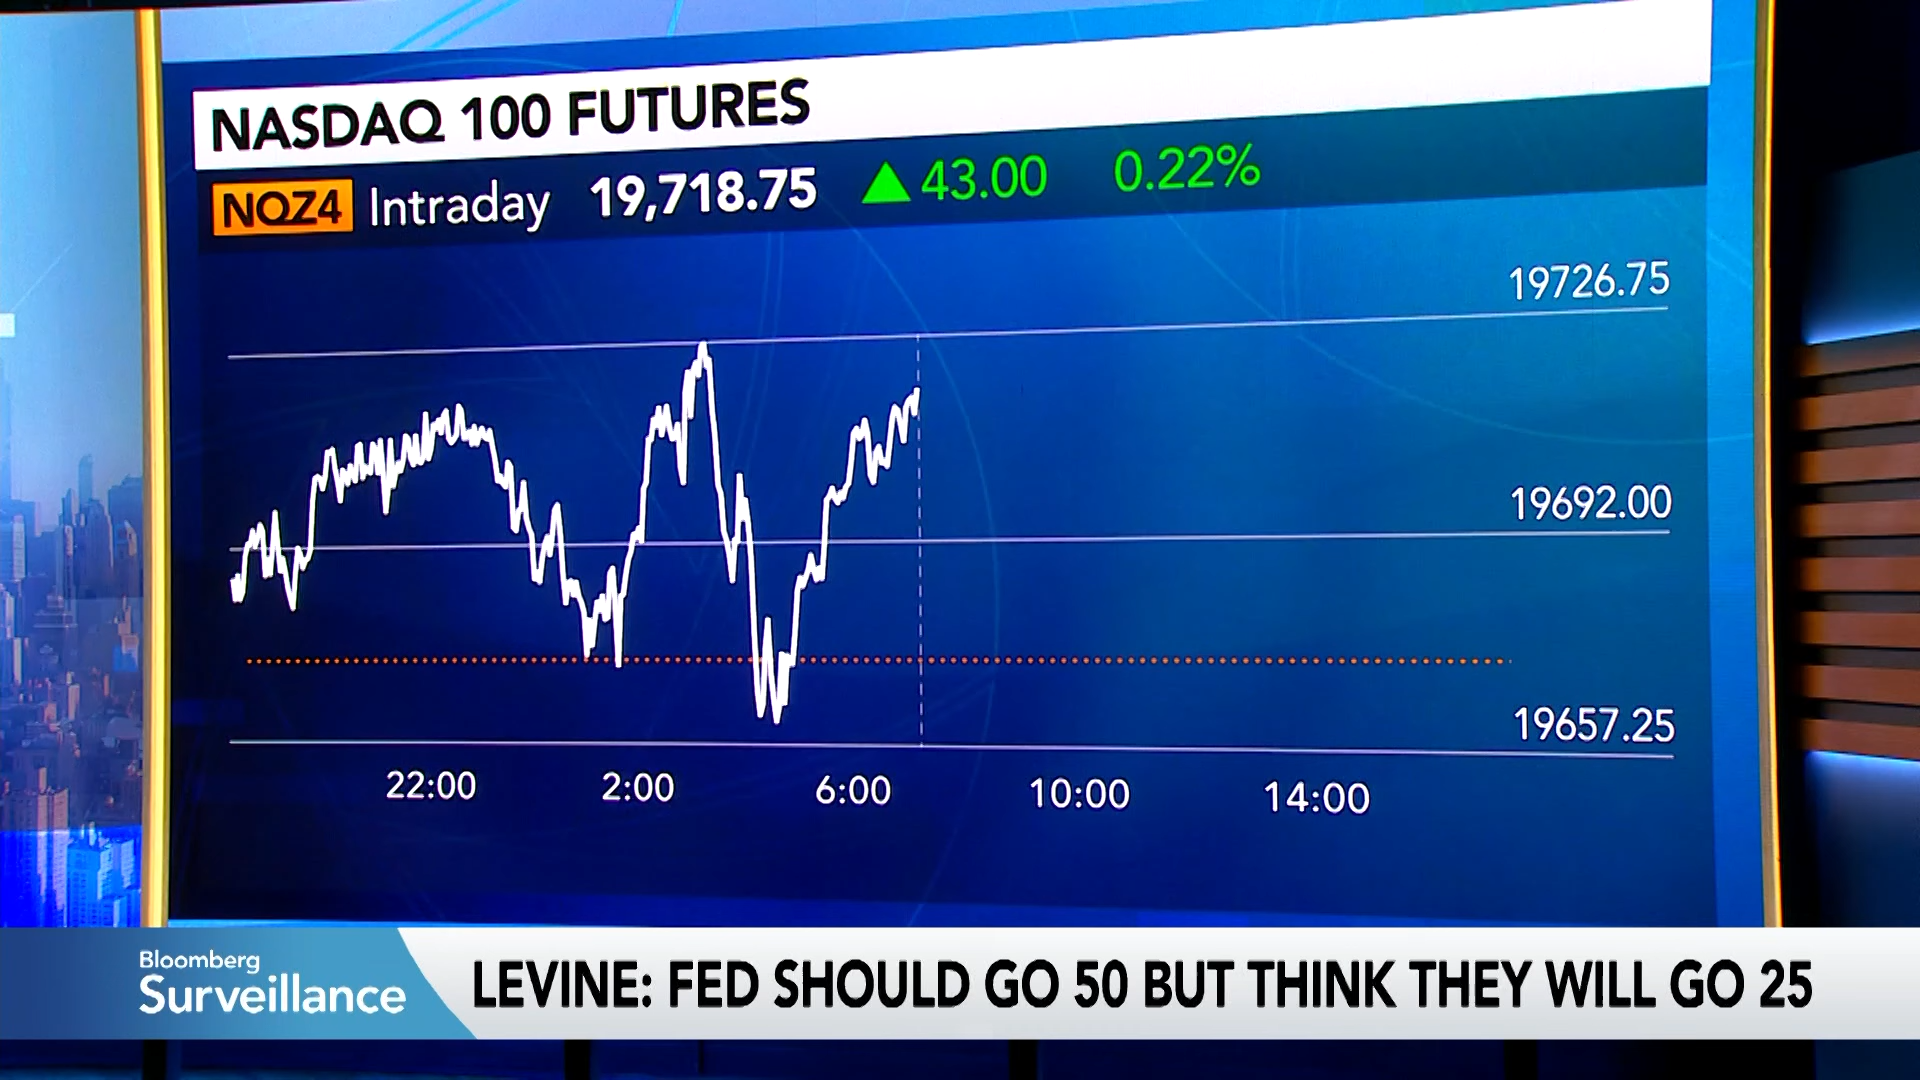 NASDAQ 100 FUTURES
NQZ4 Intraday 19,718.75 ▲43.00 0.22%
19726.75
19692.00
19657.25
22:00 2:00 6:00 10:00 14:00
Bloomberg
Surveillance
LEVINE: FED SHOULD GO 50 BUT THINK THEY WILL GO 25